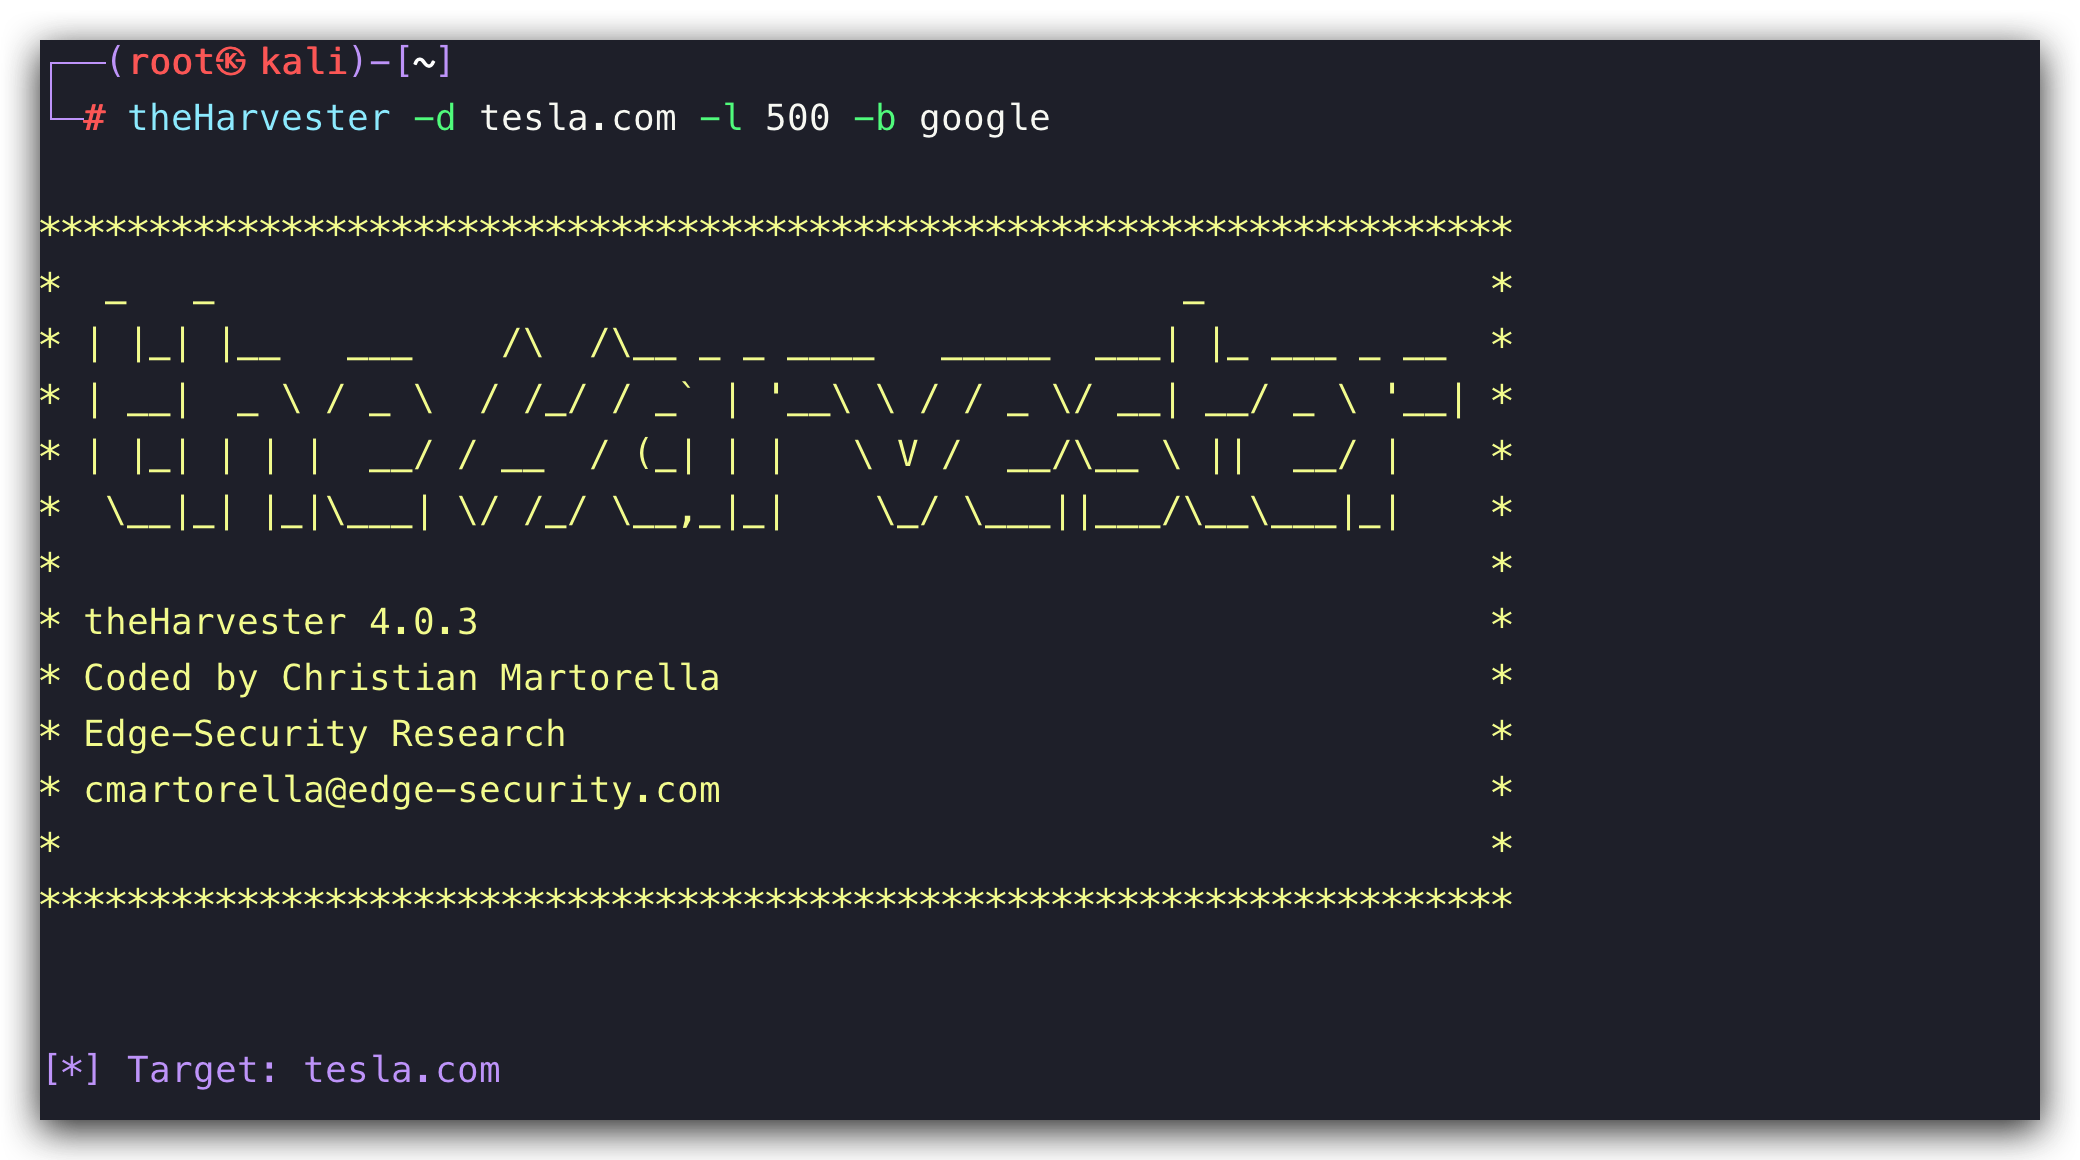 ┌──(root㉿ kali)-[~]
└─# theHarvester -d tesla.com -l 500 -b google
*******************************************************************
*  _   _                                            _             *
* | |_| |__   ___    /\  /\__ _ _ ____   _____  ___| |_ ___ _ __  *
* | __|  _ \ / _ \  / /_/ / _` | '__\ \ / / _ \/ __| __/ _ \ '__| *
* | |_| | | |  __/ / __  / (_| | |   \ V /  __/\__ \ ||  __/ |    *
*  \__|_| |_|\___| \/ /_/ \__,_|_|    \_/ \___||___/\__\___|_|    *
*                                                                 *
* theHarvester 4.0.3                                              *
* Coded by Christian Martorella                                   *
* Edge-Security Research                                          *
* cmartorella@edge-security.com                                   *
*                                                                 *
*******************************************************************
[*] Target: tesla.com